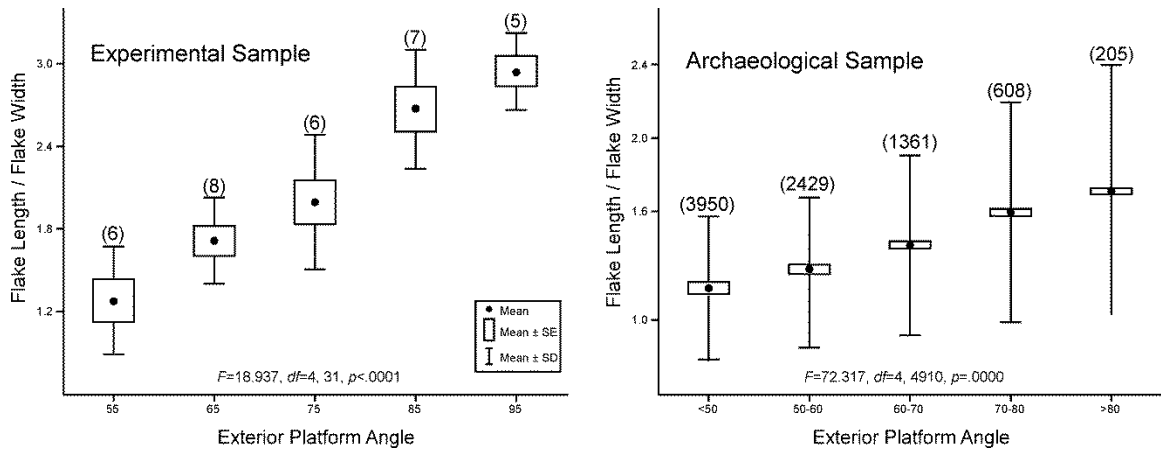 Experimental Sample
Flake Length / Flake Width
3.0
2.4
1.8
1.2
(6)
(8)
(6)
(7)
(5)
Mean
Mean ± SE
Mean ± SD
F=18.937, df=4, 31, p<.0001
55 65 75 85 95
Exterior Platform Angle
Archaeological Sample
Flake Length / Flake Width
2.4
2.0
1.6
1.0
(3950)
(2429)
(1361)
(608)
(205)
F=72.317, df=4, 4910, p=.0000
<50 50-60 60-70 70-80 >80
Exterior Platform Angle